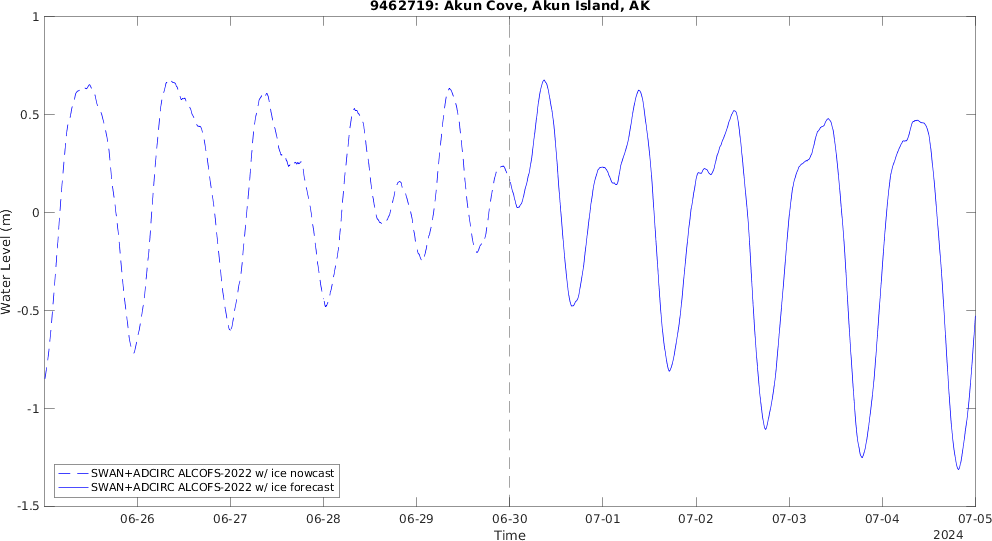 9462719: Akun Cove, Akun Island, AK
1
0.5
0
-0.5
-1
-1.5
Water Level (m)
SWAN+ADCIRC ALCOFS-2022 w/ ice nowcast
SWAN+ADCIRC ALCOFS-2022 w/ ice forecast
06-26 06-27 06-28 06-29 06-30 07-01 07-02 07-03 07-04 07-05
Time
2024